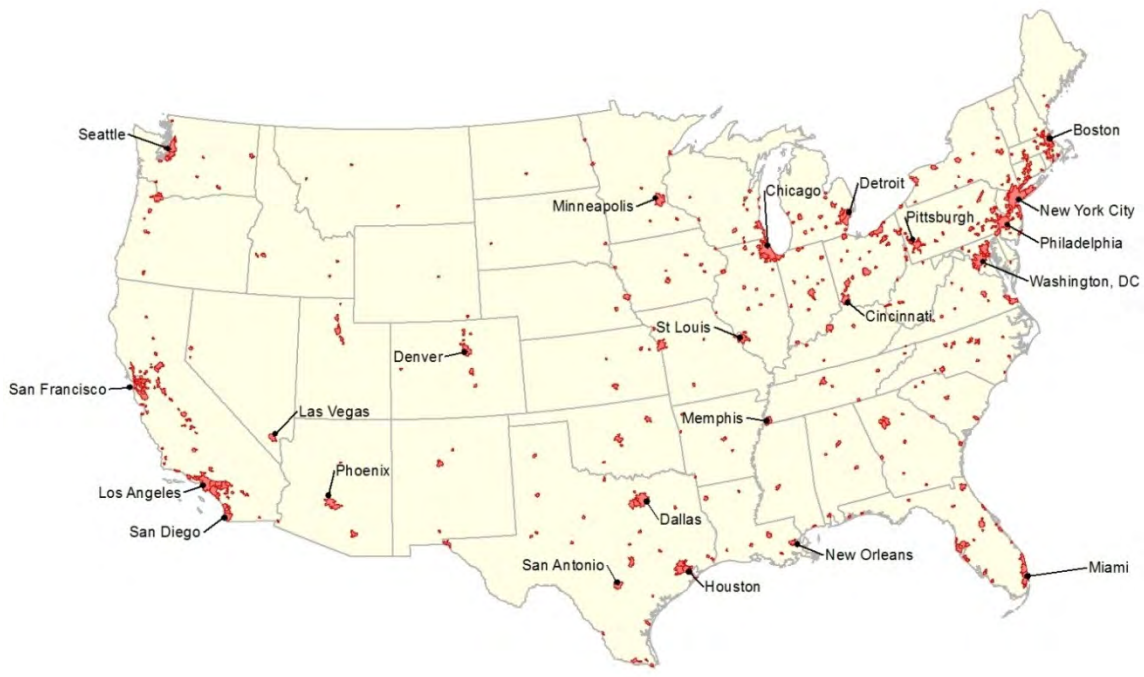 Seattle
Boston
Chicago
Detroit
Minneapolis
New York City
Pittsburgh
Philadelphia
Washington, DC
Cincinnati
St Louis
Denver
San Francisco
Las Vegas
Memphis
Phoenix
Los Angeles
Dallas
San Diego
New Orleans
San Antonio
Miami
Houston